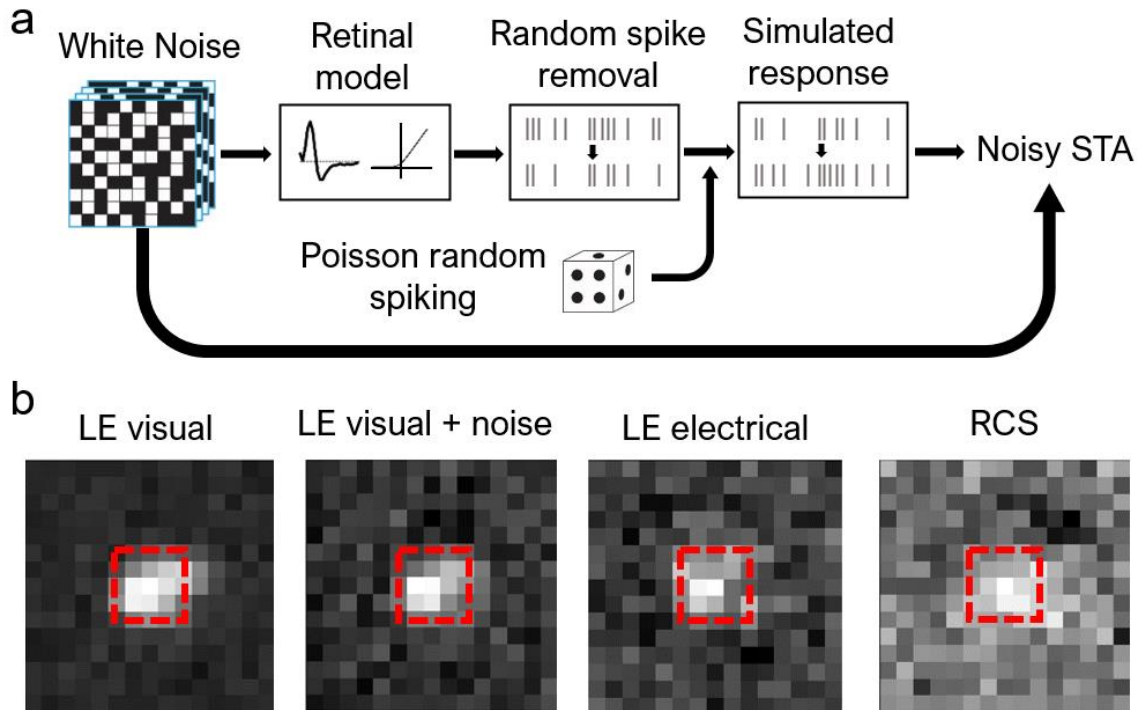 a
White Noise
Retinal
model
Random spike
removal
Simulated
response
Noisy STA
Poisson random
spiking
b
LE visual
LE visual + noise
LE electrical
RCS